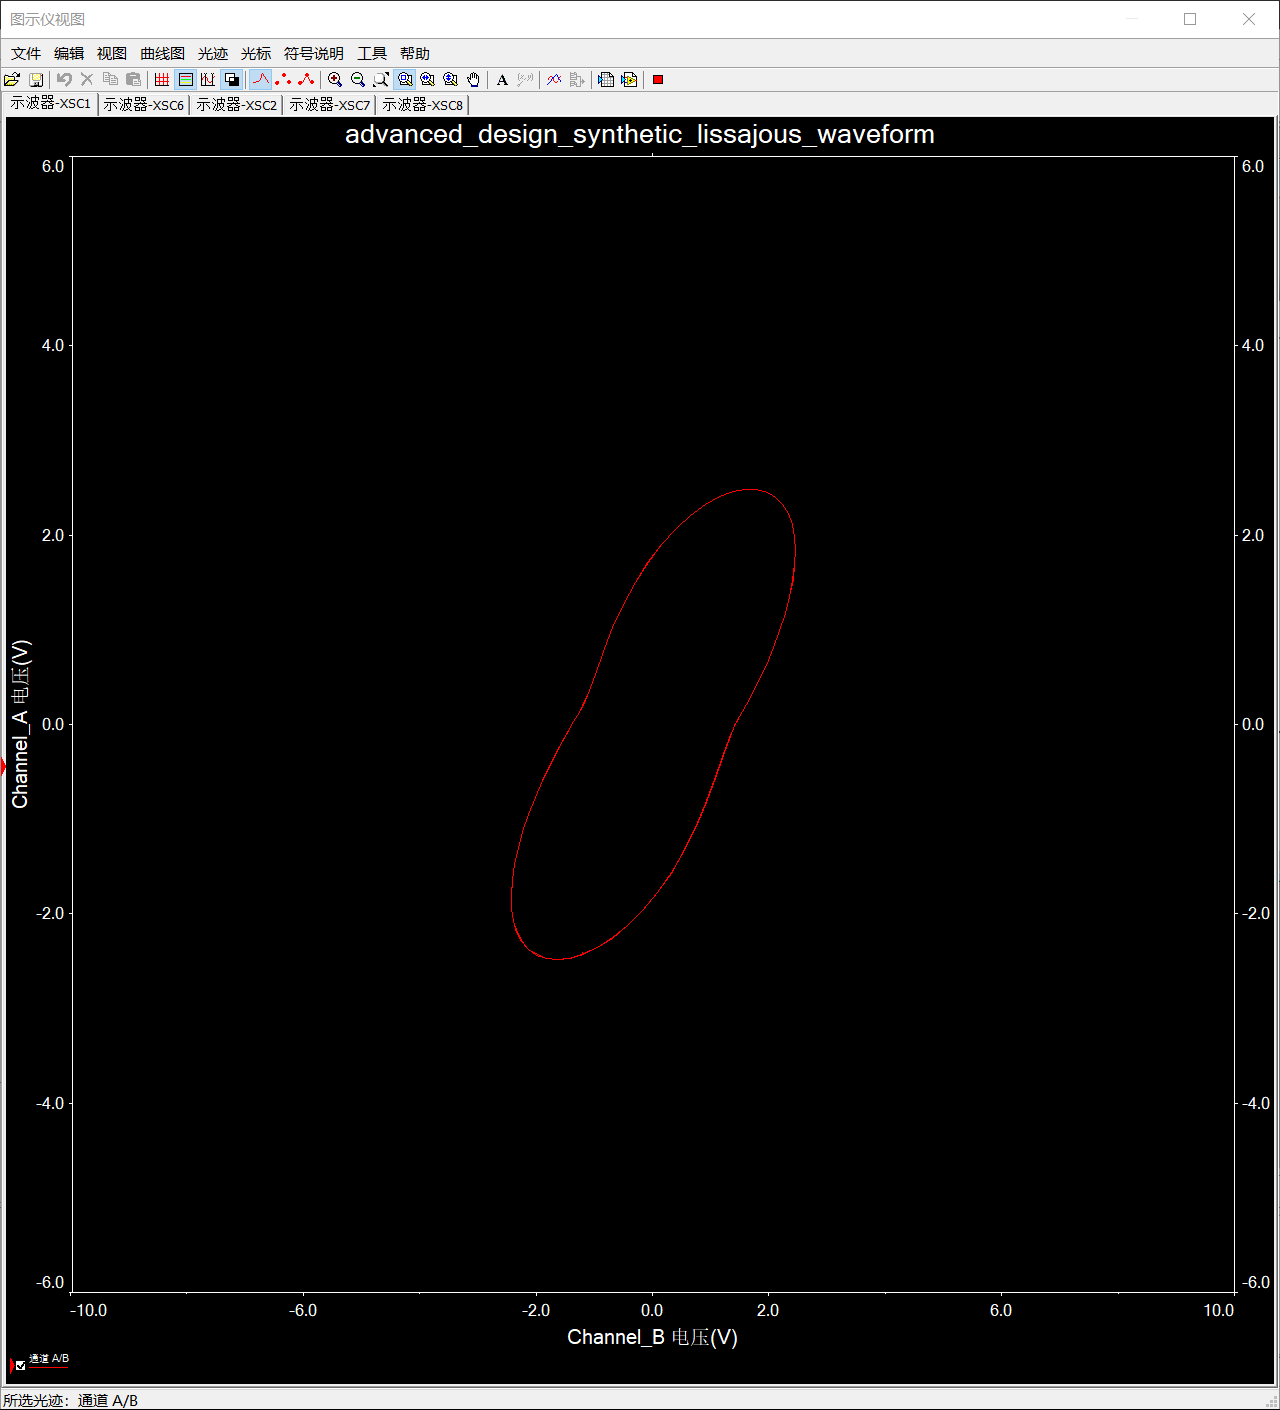 图示仪视图
文件 编辑 视图 曲线图 光迹 光标 符号说明 工具 帮助
A
示波器-XSC1 示波器-XSC6 示波器-XSC2 示波器-XSC7 示波器-XSC8
advanced_design_synthetic_lissajous_waveform
6.0 6.0
4.0 4.0
2.0 2.0
Channel_A 电压(V)
0.0 0.0
-2.0 -2.0
-4.0 -4.0
-6.0 -6.0
-10.0 -6.0 -2.0 0.0 2.0 6.0 10.0
Channel_B 电压(V)
通道 A/B
所选光迹：通道 A/B